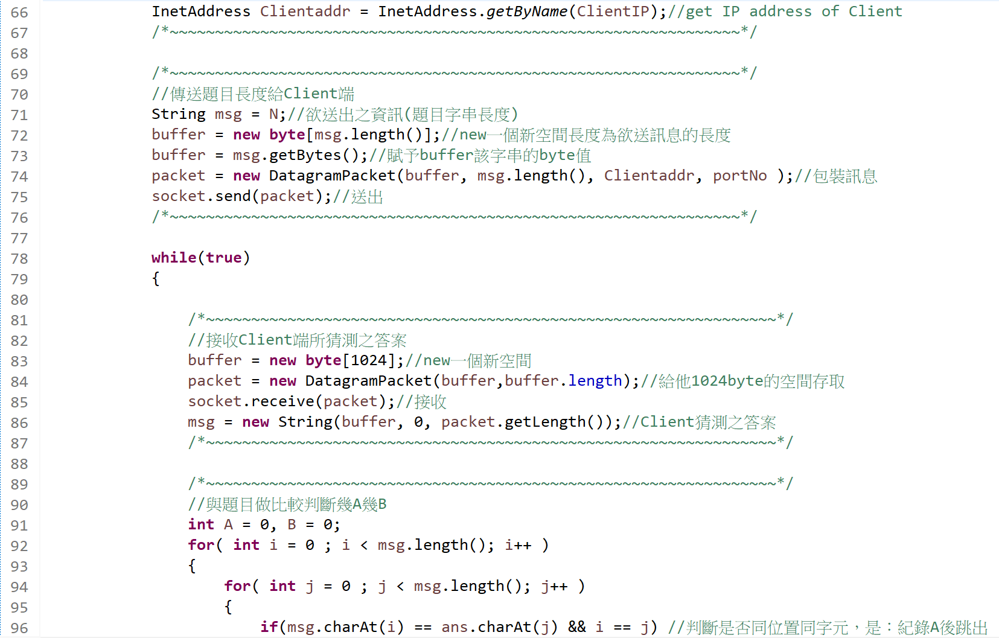 66 InetAddress Clientaddr = InetAddress.getByName(ClientIP);//get IP address of Client
67 /*~~~~~~~~~~~~~~~~~~~~~~~~~~~~~~~~~~~~~~~~~~~~~~~~~~~~~~~~~~~~~~~*/
68
69 /*~~~~~~~~~~~~~~~~~~~~~~~~~~~~~~~~~~~~~~~~~~~~~~~~~~~~~~~~~~~~~~~*/
70 //傳送題目長度給Client端
71 String msg = N;//欲送出之資訊(題目字串長度)
72 buffer = new byte[msg.length()];//new一個新空間長度為欲送訊息的長度
73 buffer = msg.getBytes();//賦予buffer該字串的byte值
74 packet = new DatagramPacket(buffer, msg.length(), Clientaddr, portNo );//包裝訊息
75 socket.send(packet);//送出
76 /*~~~~~~~~~~~~~~~~~~~~~~~~~~~~~~~~~~~~~~~~~~~~~~~~~~~~~~~~~~~~~~~*/
77
78 while(true)
79 {
80
81 /*~~~~~~~~~~~~~~~~~~~~~~~~~~~~~~~~~~~~~~~~~~~~~~~~~~~~~~~~~~~~~~~*/
82 //接收Client端所猜測之答案
83 buffer = new byte[1024];//new一個新空間
84 packet = new DatagramPacket(buffer,buffer.length);//給他1024byte的空間存取
85 socket.receive(packet);//接收
86 msg = new String(buffer, 0, packet.getLength());//Client猜測之答案
87 /*~~~~~~~~~~~~~~~~~~~~~~~~~~~~~~~~~~~~~~~~~~~~~~~~~~~~~~~~~~~~~~~*/
88
89 /*~~~~~~~~~~~~~~~~~~~~~~~~~~~~~~~~~~~~~~~~~~~~~~~~~~~~~~~~~~~~~~~*/
90 //與題目做比較判斷幾A幾B
91 int A = 0, B = 0;
92 for( int i = 0 ; i < msg.length(); i++ )
93 {
94 for( int j = 0 ; j < msg.length(); j++ )
95 {
96 if(msg.charAt(i) == ans.charAt(j) && i == j) //判斷是否同位置同字元，是：紀錄A後跳出